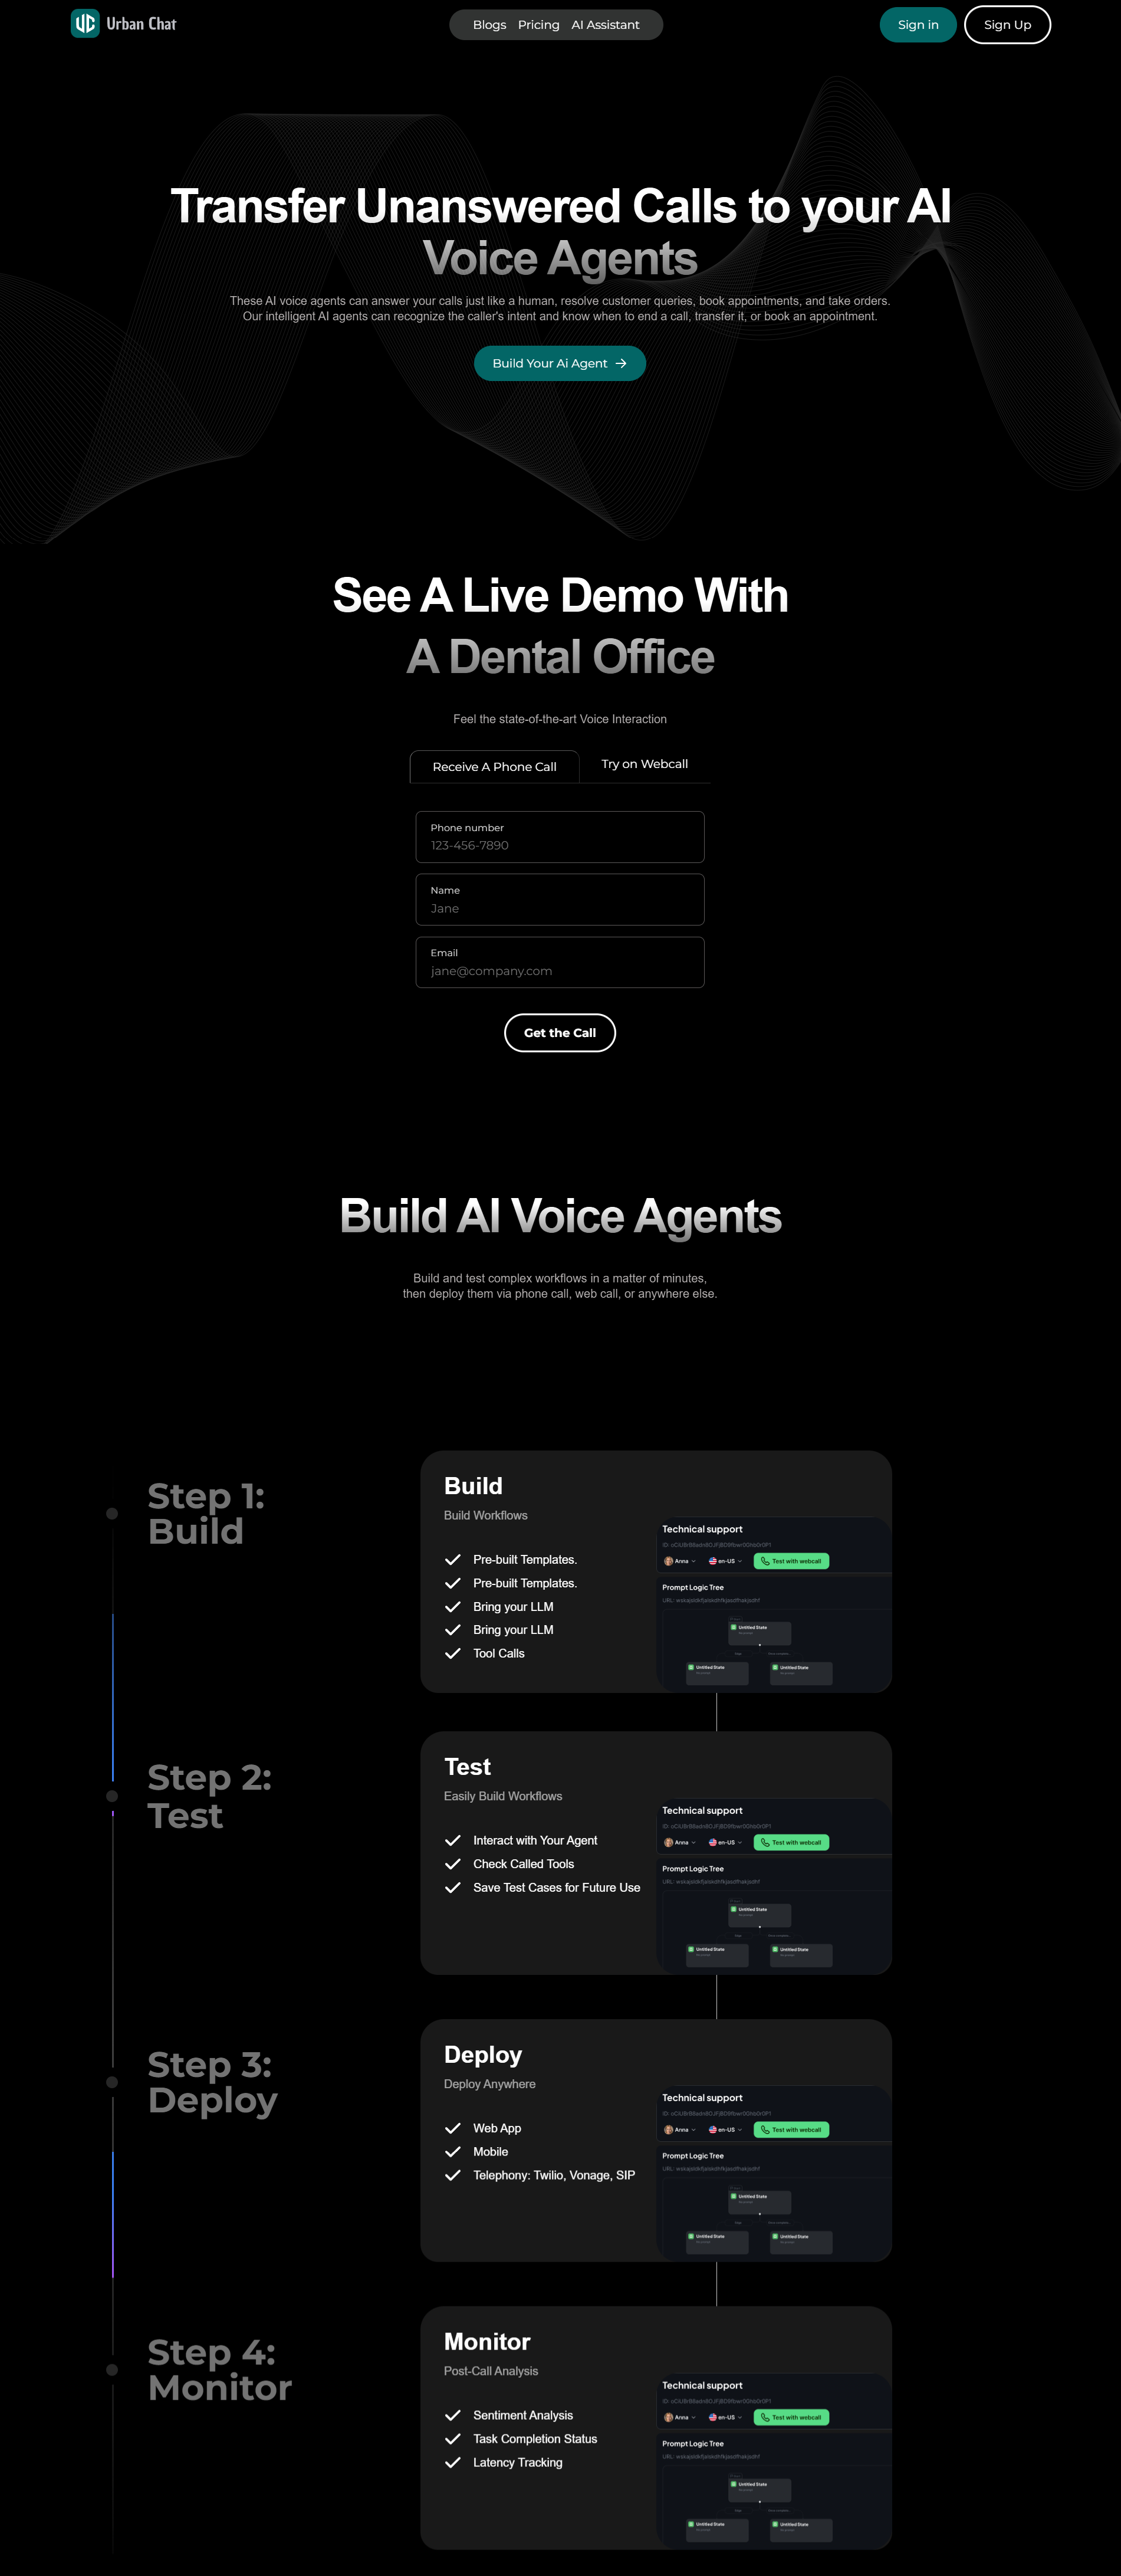 Urban Chat
Blogs Pricing AI Assistant
Sign in
Sign Up
Transfer Unanswered Calls to your AI
Voice Agents
These AI voice agents can answer your calls just like a human, resolve customer queries, book appointments, and take orders.
Our intelligent AI agents can recognize the caller's intent and know when to end a call, transfer it, or book an appointment.
Build Your Ai Agent
See A Live Demo With
A Dental Office
Feel the state-of-the-art Voice Interaction
Receive A Phone Call
Try on Webcall
Phone number
123-456-7890
Name
Jane
Email
jane@company.com
Get the Call
Build AI Voice Agents
Build and test complex workflows in a matter of minutes,
then deploy them via phone call, web call, or anywhere else.
Step 1:
Build
Build
Build Workflows
Pre-built Templates.
Pre-built Templates.
Bring your LLM
Bring your LLM
Tool Calls
Technical support
Anna
en-US
Test with webcall
Prompt Logic Tree
Untitled State
Untitled State
Untitled State
Step 2:
Test
Test
Easily Build Workflows
Interact with Your Agent
Check Called Tools
Save Test Cases for Future Use
Technical support
Anna
en-US
Test with webcall
Prompt Logic Tree
Untitled State
Untitled State
Untitled State
Step 3:
Deploy
Deploy
Deploy Anywhere
Web App
Mobile
Telephony: Twilio, Vonage, SIP
Technical support
Anna
en-US
Test with webcall
Prompt Logic Tree
Untitled State
Untitled State
Untitled State
Step 4:
Monitor
Monitor
Post-Call Analysis
Sentiment Analysis
Task Completion Status
Latency Tracking
Technical support
Anna
en-US
Test with webcall
Prompt Logic Tree
Untitled State
Untitled State
Untitled State